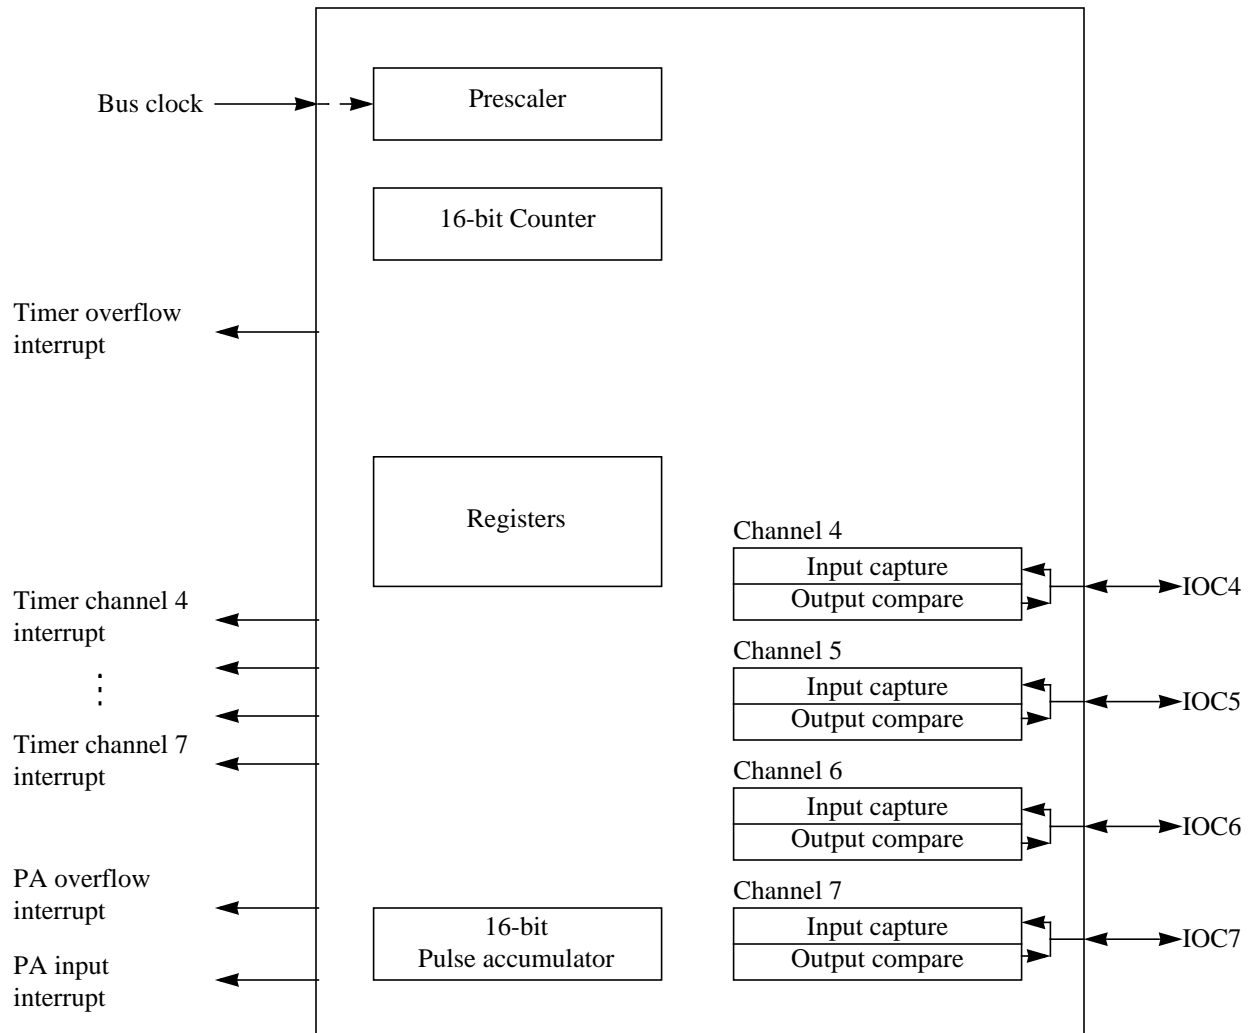 Bus clock
Prescaler
16-bit Counter
Timer overflow
interrupt
Registers
Channel 4
Input capture
Output compare
IOC4
Timer channel 4
interrupt
Channel 5
Input capture
Output compare
IOC5
Timer channel 7
interrupt
Channel 6
Input capture
Output compare
IOC6
PA overflow
interrupt
16-bit
Pulse accumulator
Channel 7
Input capture
Output compare
IOC7
PA input
interrupt